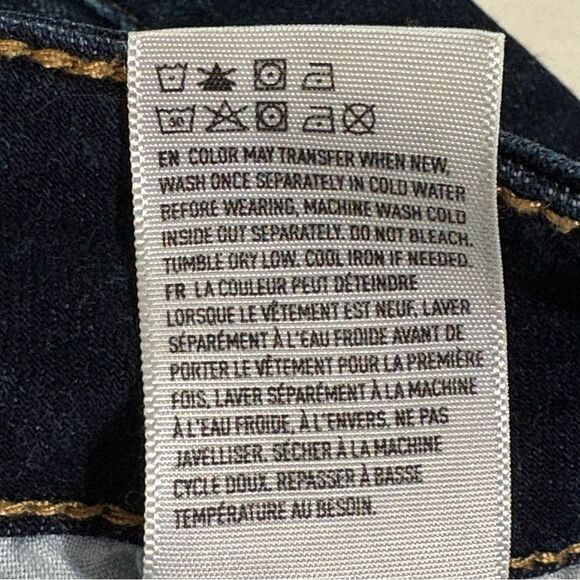 30
EN COLOR MAY TRANSFER WHEN NEW,
WASH ONCE SEPARATELY IN COLD WATER
BEFORE WEARING, MACHINE WASH COLD
INSIDE OUT SEPARATELY. DO NOT BLEACH.
TUMBLE DRY LOW. COOL IRON IF NEEDED.
FR LA COULEUR PEUT DÉTEINDRE
LORSQUE LE VÊTEMENT EST NEUF, LAVER
SÉPARÉMENT À L'EAU FROIDE AVANT DE
PORTER LE VÊTEMENT POUR LA PREMIÈRE
FOIS, LAVER SÉPARÉMENT À LA MACHINE
À L'EAU FROIDE, À L'ENVERS. NE PAS
JAVELLISER. SÉCHER À LA MACHINE
CYCLE DOUX. REPASSER À BASSE
TEMPÉRATURE AU BESOIN.